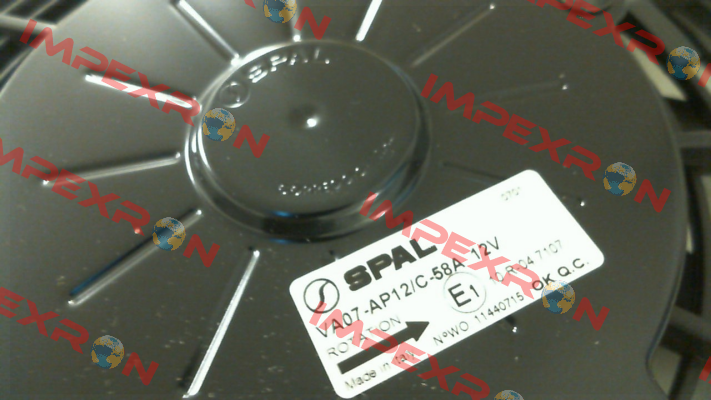 SPAL
SPAL
VA07-AP12/C-58A 12V
ROTATION
E1
Made in Italy
N°WO 11440715
OK Q.C.
IMPEXRON
IMPEXRON
IMPEXRON
IMPEXRON
IMPEXRON
IMPEXRON